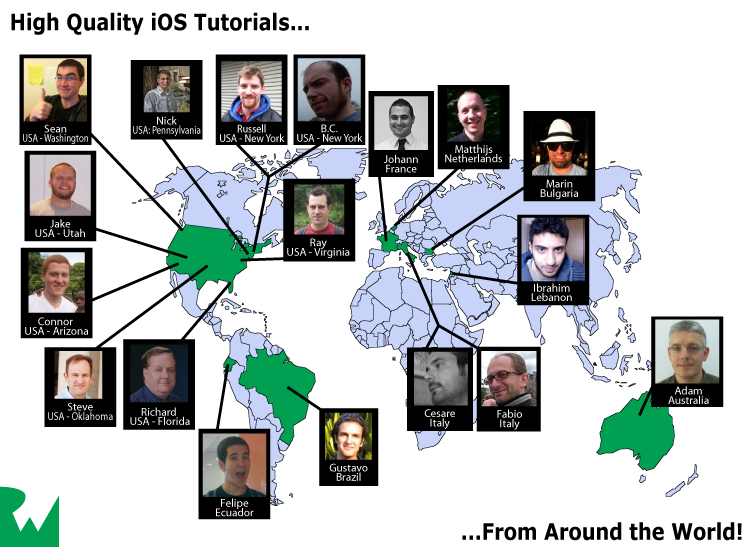 High Quality iOS Tutorials...
Sean
USA - Washington
Nick
USA: Pennsylvania
Russell
USA - New York
B.C.
USA - New York
Johann
France
Matthijs
Netherlands
Marin
Bulgaria
Jake
USA - Utah
Ray
USA - Virginia
Ibrahim
Lebanon
Connor
USA - Arizona
Steve
USA - Oklahoma
Richard
USA - Florida
Cesare
Italy
Fabio
Italy
Adam
Australia
Gustavo
Brazil
Felipe
Ecuador
RW
...From Around the World!